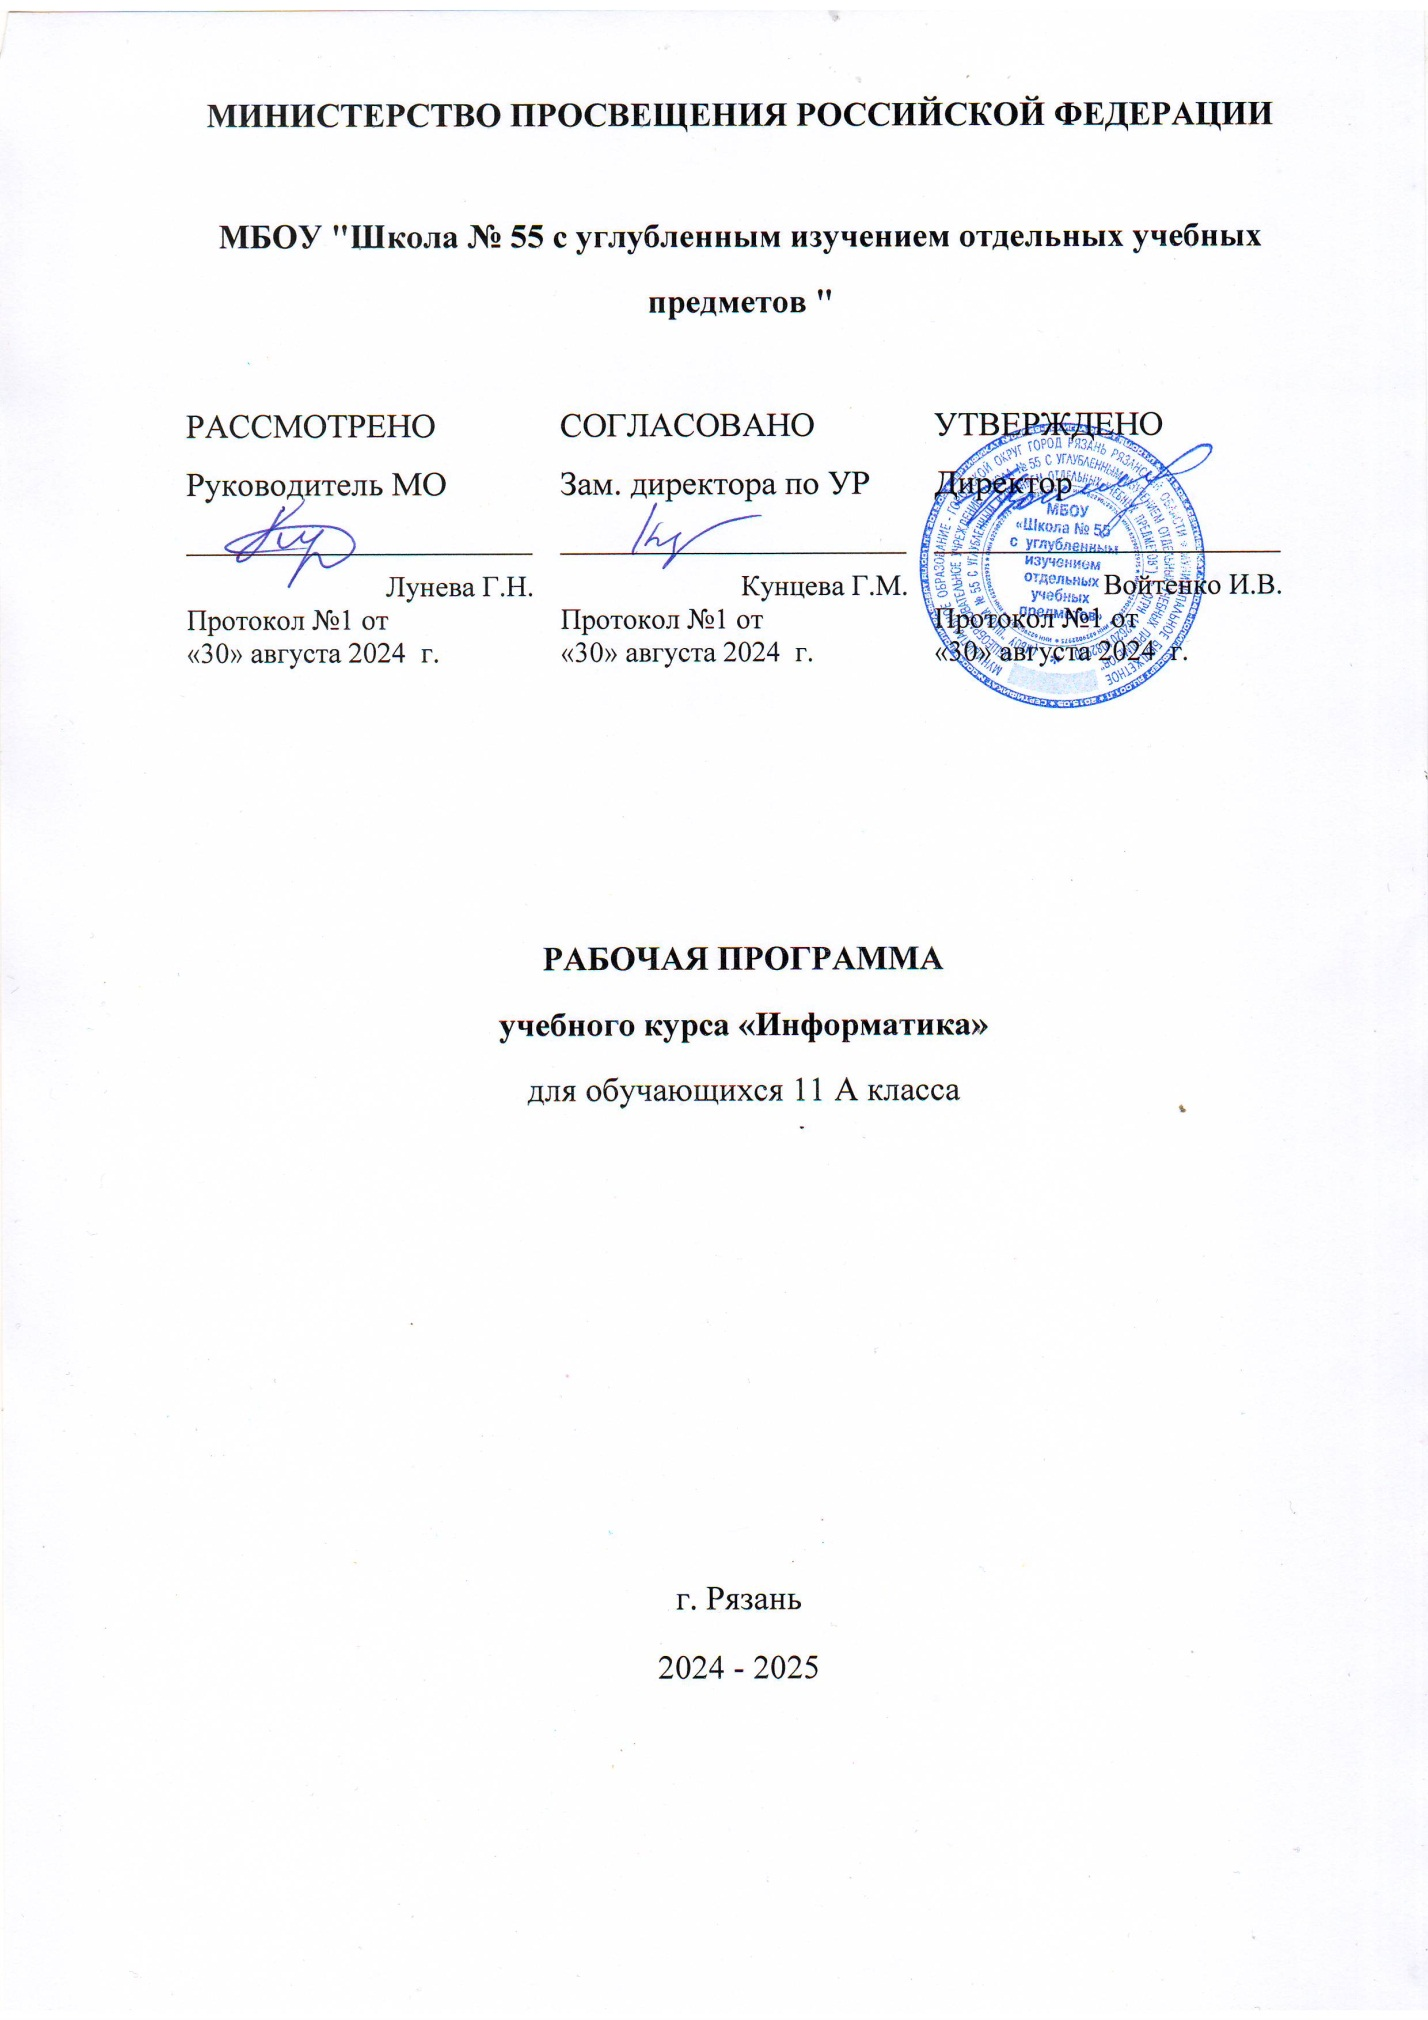 МИНИСТЕРСТВО ПРОСВЕЩЕНИЯ РОССИЙСКОЙ ФЕДЕРАЦИИ
МБОУ "Школа № 55 с углубленным изучением отдельных учебных
предметов "
РАССМОТРЕНО
Руководитель МО
Лунева Г.Н.
Протокол №1 от
«30» августа 2024 г.
СОГЛАСОВАНО
Зам. директора по УР
Кунцева Г.М.
Протокол №1 от
«30» августа 2024 г.
УТВЕРЖДЕНО
Директор
Войтенко И.В.
Протокол №1 от
«30» августа 2024 г.
МБОУ
«Школа № 55
с углубленным
изучением
отдельных
учебных
предметов»
РАБОЧАЯ ПРОГРАММА
учебного курса «Информатика»
для обучающихся 11 А класса
г. Рязань
2024 - 2025